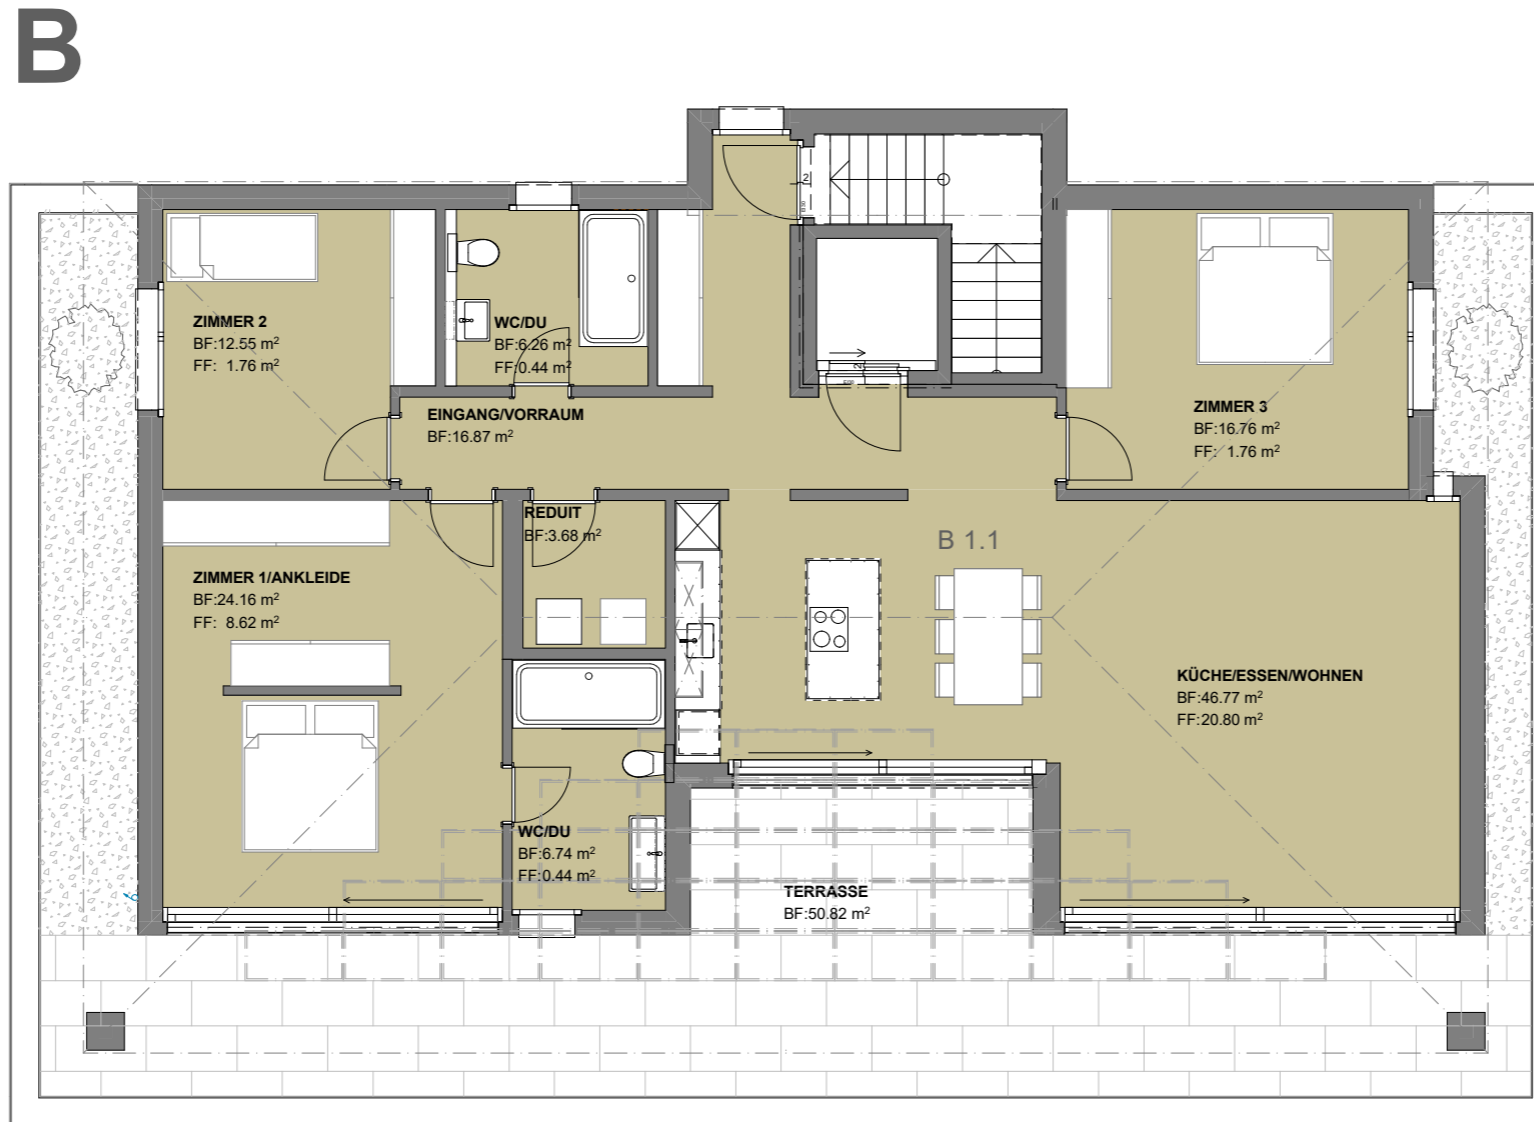 B
ZIMMER 2
BF:12.55 m²
FF: 1.76 m²
WC/DU
BF:6.26 m²
FF:0.44 m²
EINGANG/VORRAUM
BF:16.87 m²
2
2
ZIMMER 3
BF:16.76 m²
FF: 1.76 m²
REDUIT
BF:3.68 m²
B 1.1
ZIMMER 1/ANKLEIDE
BF:24.16 m²
FF: 8.62 m²
KÜCHE/ESSEN/WOHNEN
BF:46.77 m²
FF:20.80 m²
WC/DU
BF:6.74 m²
FF:0.44 m²
TERRASSE
BF:50.82 m²